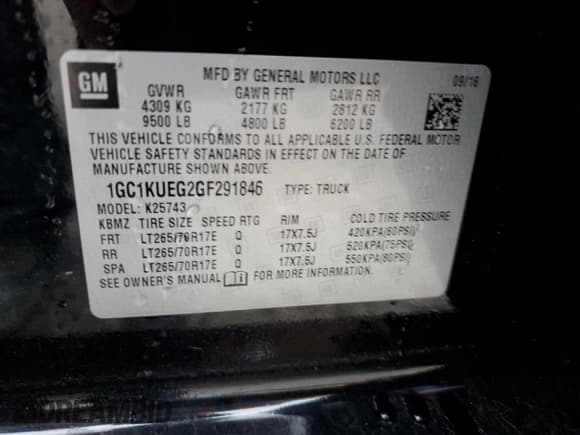 GM
MFD BY GENERAL MOTORS LLC 09/16
GVWR GAWR FRT GAWR RR
4309 KG 2177 KG 2812 KG
9500 LB 4800 LB 6200 LB
THIS VEHICLE CONFORMS TO ALL APPLICABLE U.S. FEDERAL MOTOR
VEHICLE SAFETY STANDARDS IN EFFECT ON THE DATE OF
MANUFACTURE SHOWN ABOVE.
1GC1KUEG2GF291846 TYPE: TRUCK
MODEL: K25743
KBMZ TIRE SIZE SPEED RTG RIM COLD TIRE PRESSURE
FRT LT265/70R17E Q 17X7.5J 420KPA(60PSI)
RR LT265/70R17E Q 17X7.5J 520KPA(75PSI)
SPA LT265/70R17E Q 17X7.5J 550KPA(80PSI)
SEE OWNER'S MANUAL FOR MORE INFORMATION.